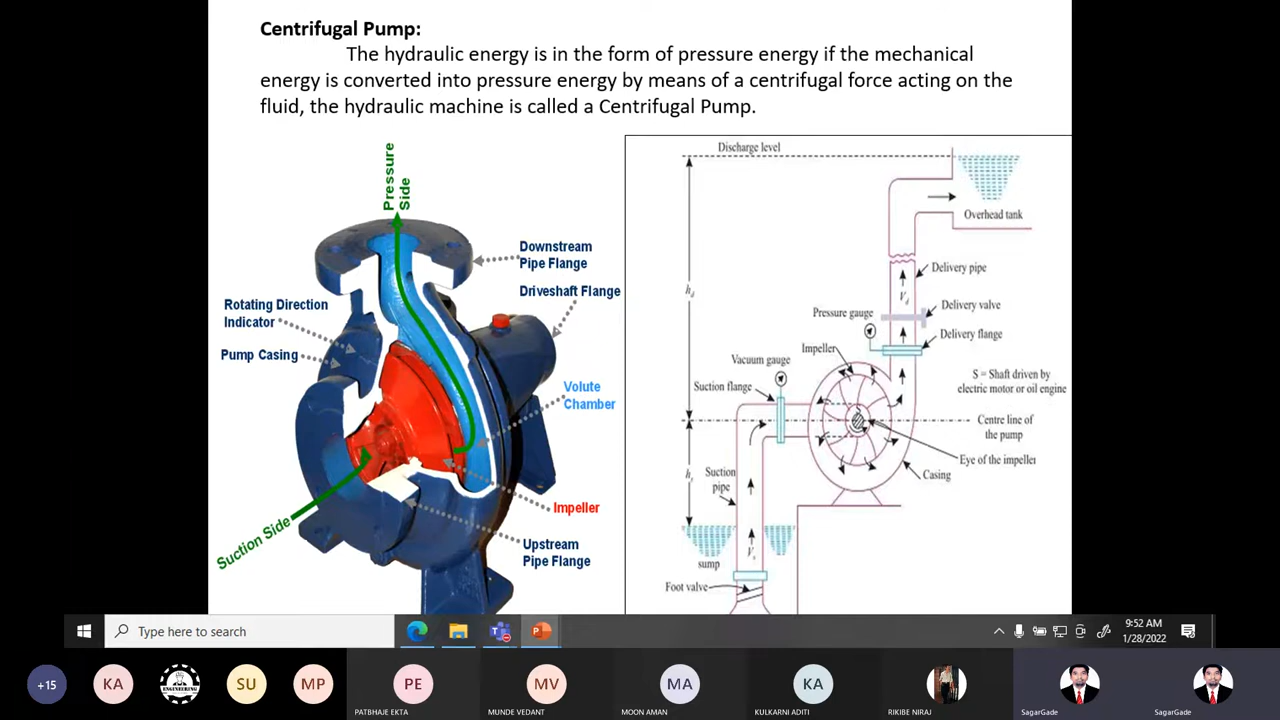 Centrifugal Pump:
The hydraulic energy is in the form of pressure energy if the mechanical
energy is converted into pressure energy by means of a centrifugal force acting on the
fluid, the hydraulic machine is called a Centrifugal Pump.
Pressure
Side
Downstream
Pipe Flange
Driveshaft Flange
Rotating Direction
Indicator
Pump Casing
Volute
Chamber
Impeller
Suction Side
Upstream
Pipe Flange
Discharge level
Overhead tank
Delivery pipe
hd
Vd
Delivery valve
Pressure gauge
Delivery flange
Impeller
Vacuum gauge
Suction flange
S = Shaft driven by
electric motor or oil engine
Centre line of
the pump
Eye of the impeller
Casing
Suction
pipe
hs
Vs
sump
Foot valve
Type here to search
9:52 AM
1/28/2022
+15
KA
ENGINEERING
SU
MP
PE
PATBHAJE EKTA
MV
MUNDE VEDANT
MA
MOON AMAN
KA
KULKARNI ADITI
RIKIBE NIRAJ
SagarGade
SagarGade